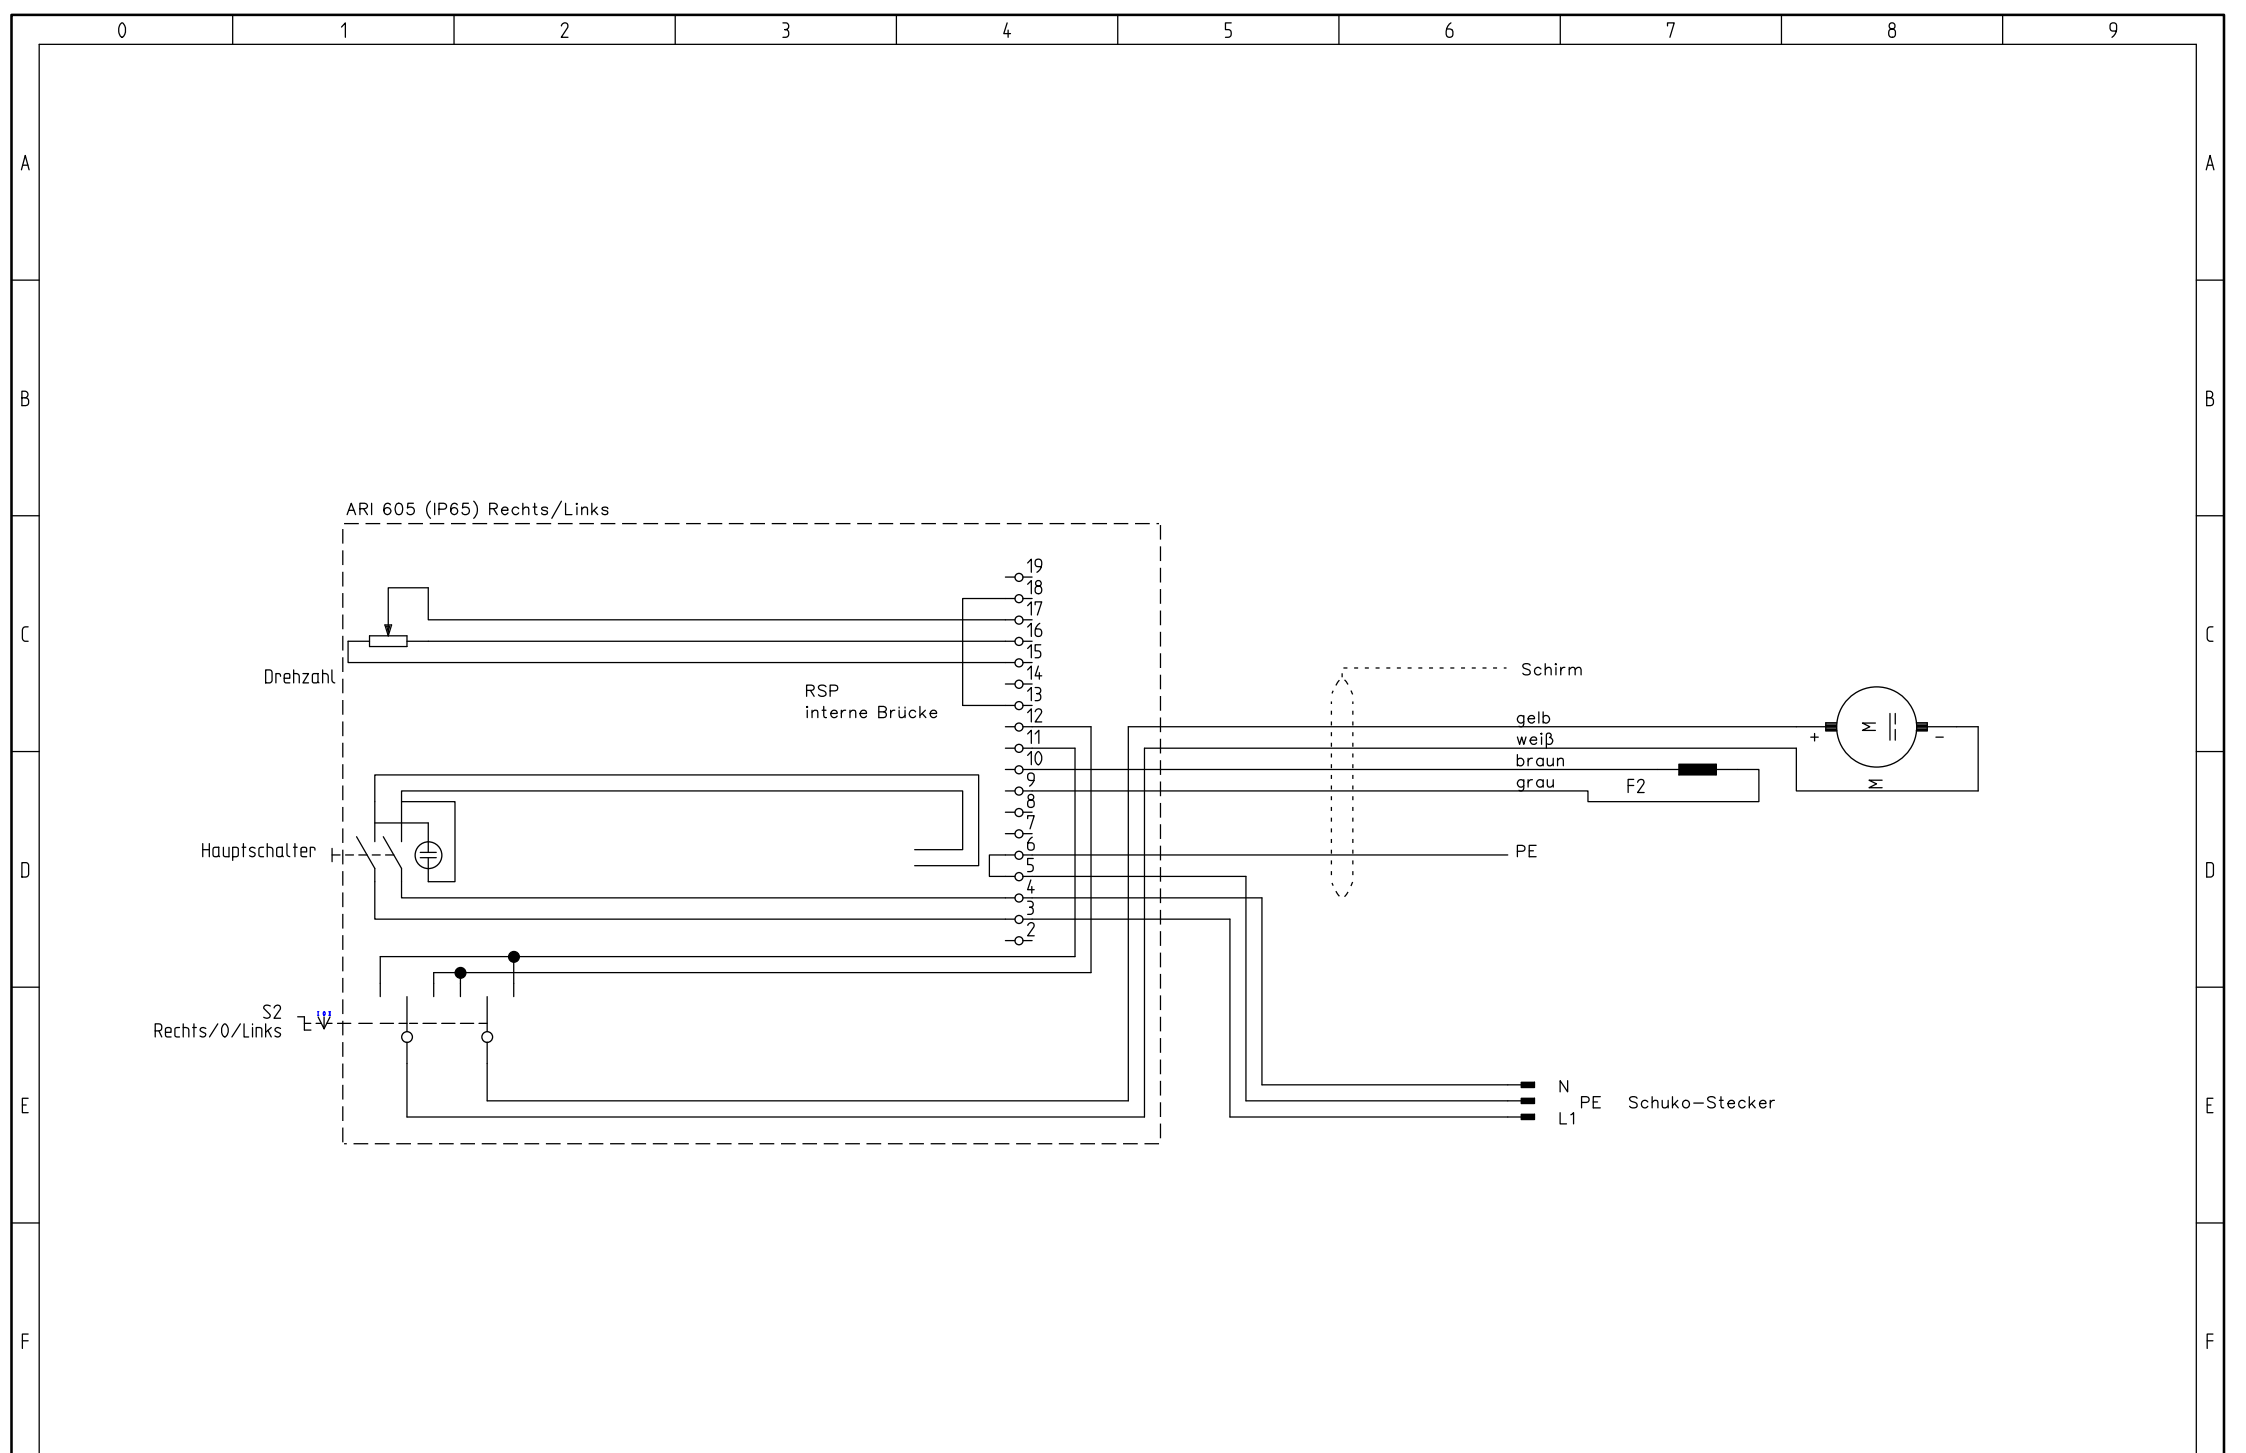 0 1 2 3 4 5 6 7 8 9
A A
B B
ARI 605 (IP65) Rechts/Links
19
18
17
16
C C
15
Schirm
14
Drehzahl
RSP
13
interne Brücke
12
gelb
11
weiß
M
+ -
10
braun
9
grau
F2
M
8
7
Hauptschalter
6
PE
5
D D
4
3
2
S2
I 0 I
Rechts/0/Links
N
PE Schuko-Stecker
L1
E E
F F